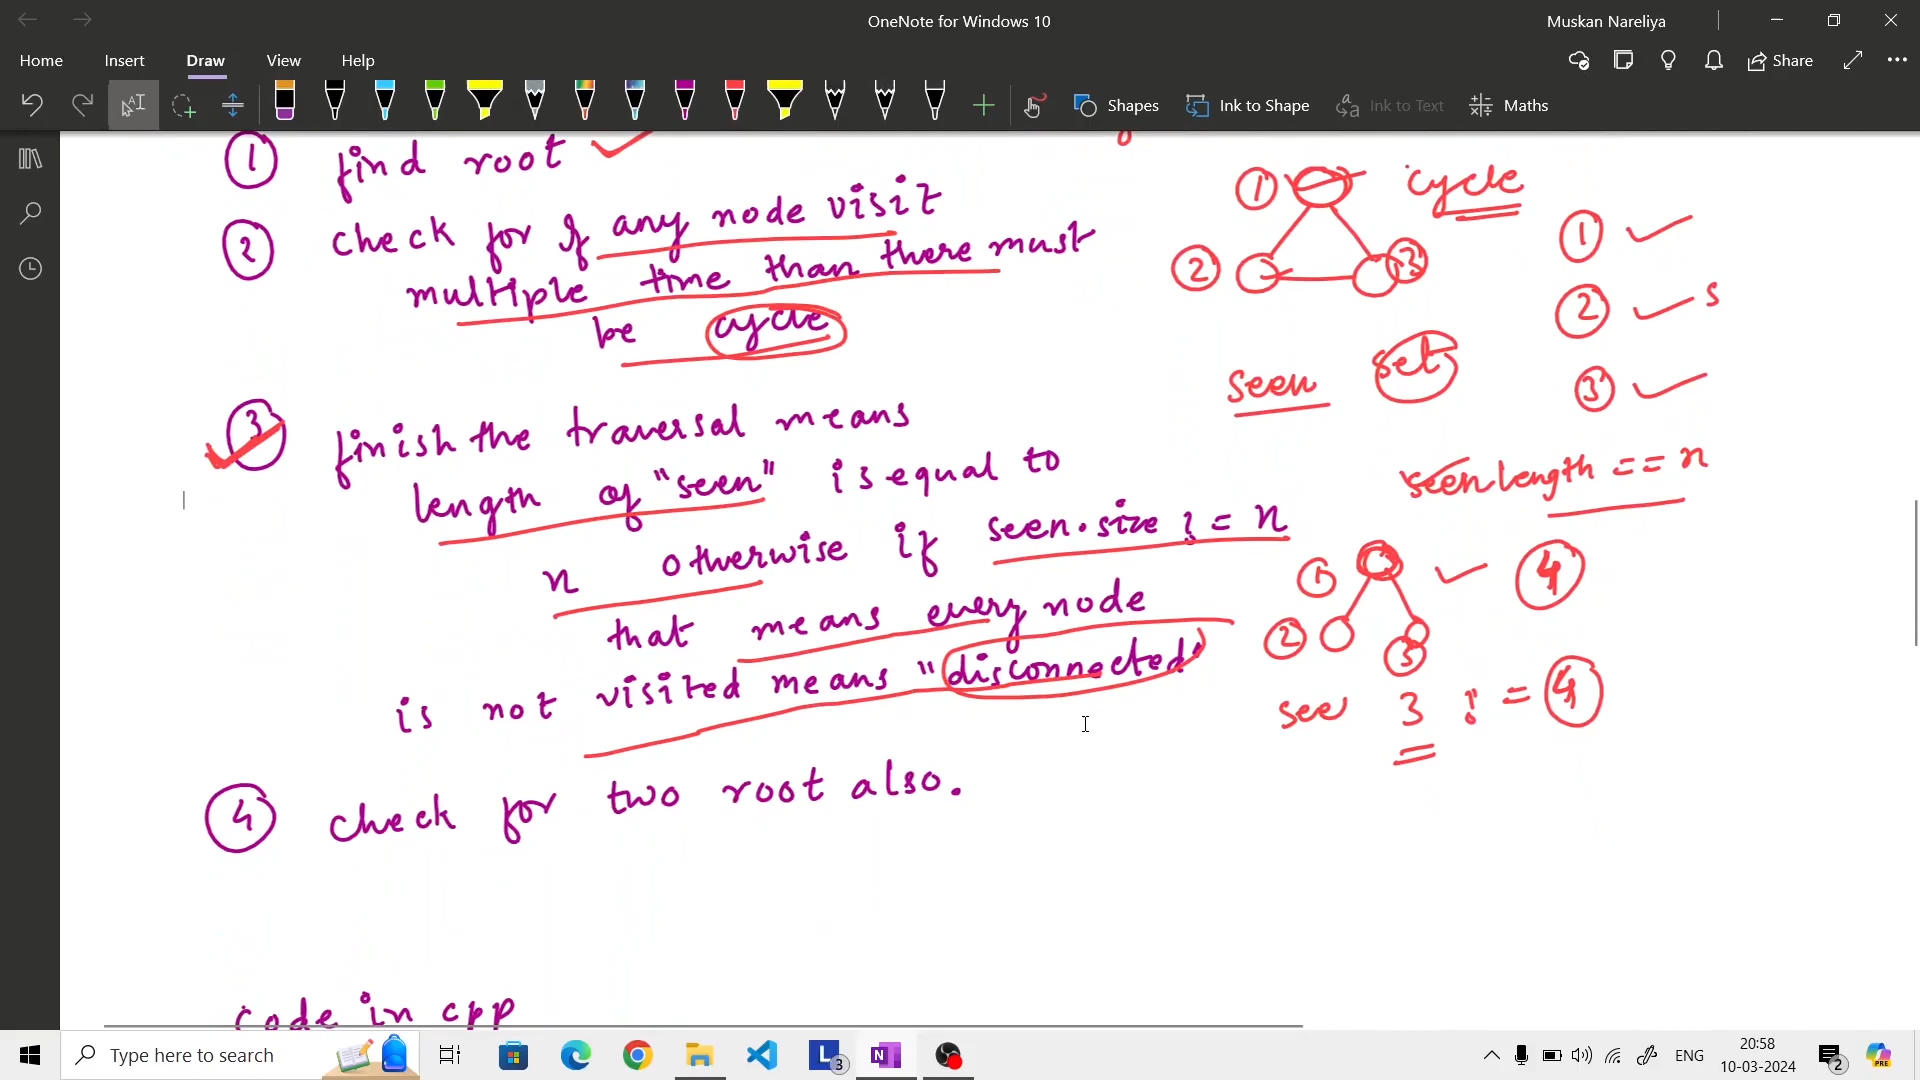 OneNote for Windows 10
Muskan Nareliya
Home Insert Draw View Help
Share
Shapes Ink to Shape Ink to Text Maths
1 find root
2 check for if any node visit
multiple time than there must
be cycle
3 finish the traversal means
length of "seen" is equal to
n otherwise if seen.size != n
that means every node
is not visited means "disconnected"
4 check for two root also.
code in cpp
1 cycle
2 3
1
2 s
3
seen set
seen length == n
1 4
2 3
see 3 != 4
Type here to search
3
ENG
20:58
10-03-2024
2
PRE